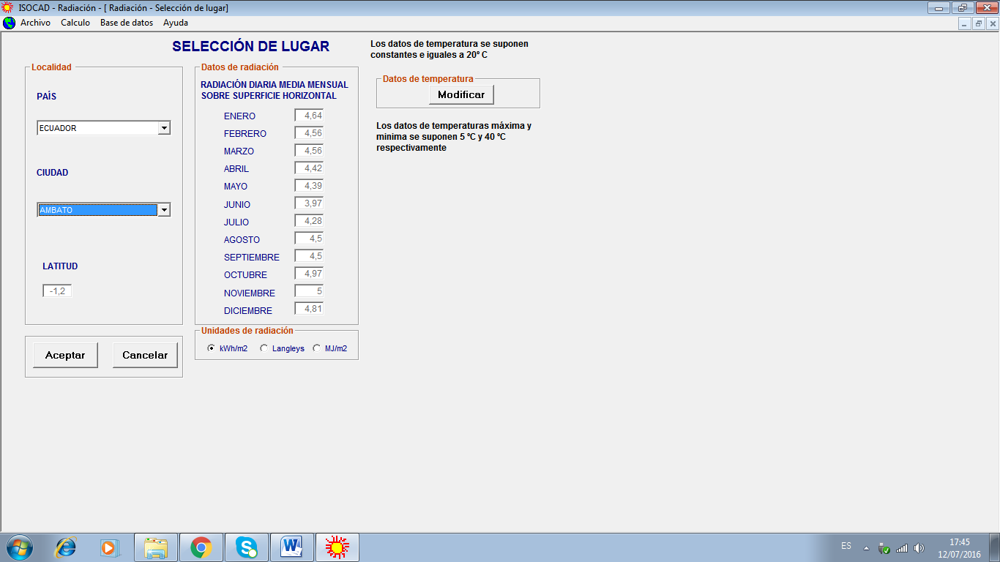 ISOCAD - Radiación - [ Radiación - Selección de lugar]
Archivo Calculo Base de datos Ayuda
SELECCIÓN DE LUGAR
Localidad
PAÍS
ECUADOR
CIUDAD
AMBATO
LATITUD
-1,2
Aceptar Cancelar
Datos de radiación
RADIACIÓN DIARIA MEDIA MENSUAL
SOBRE SUPERFICIE HORIZONTAL
ENERO 4,64
FEBRERO 4,56
MARZO 4,56
ABRIL 4,42
MAYO 4,39
JUNIO 3,97
JULIO 4,28
AGOSTO 4,5
SEPTIEMBRE 4,5
OCTUBRE 4,97
NOVIEMBRE 5
DICIEMBRE 4,81
Unidades de radiación
kWh/m2 Langleys MJ/m2
Los datos de temperatura se suponen
constantes e iguales a 20º C
Datos de temperatura
Modificar
Los datos de temperaturas máxima y
minima se suponen 5 ºC y 40 ºC
respectivamente
ES
17:45
12/07/2016